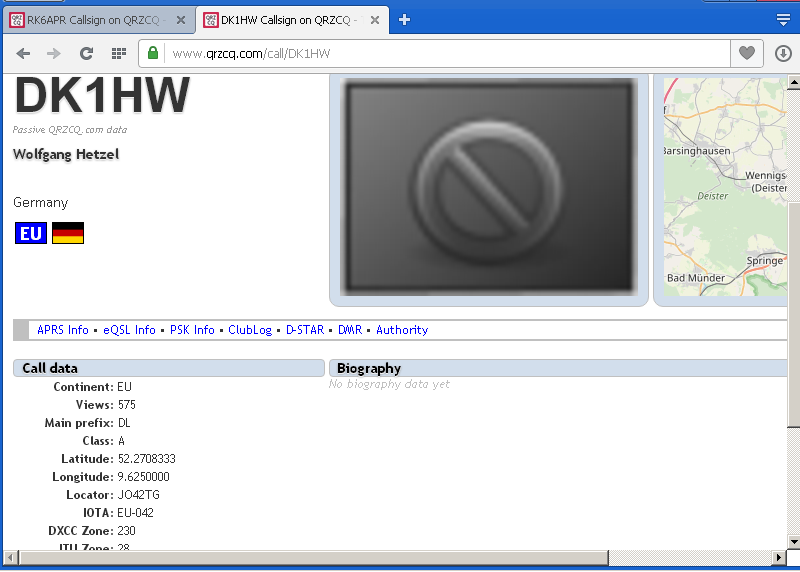 RK6APR Callsign on QRZCQ -
DK1HW Callsign on QRZCQ -
www.qrzcq.com/call/DK1HW
DK1HW
Passive QRZCQ.com data
Wolfgang Hetzel
Germany
EU
Barsinghausen
Wennigs
(Deister
Deister
Springe
Bad Münder
APRS Info • eQSL Info • PSK Info • ClubLog • D-STAR • DMR • Authority
Call data
Continent: EU
Views: 575
Main prefix: DL
Class: A
Latitude: 52.2708333
Longitude: 9.6250000
Locator: JO42TG
IOTA: EU-042
DXCC Zone: 230
ITU Zone: 28
Biography
No biography data yet